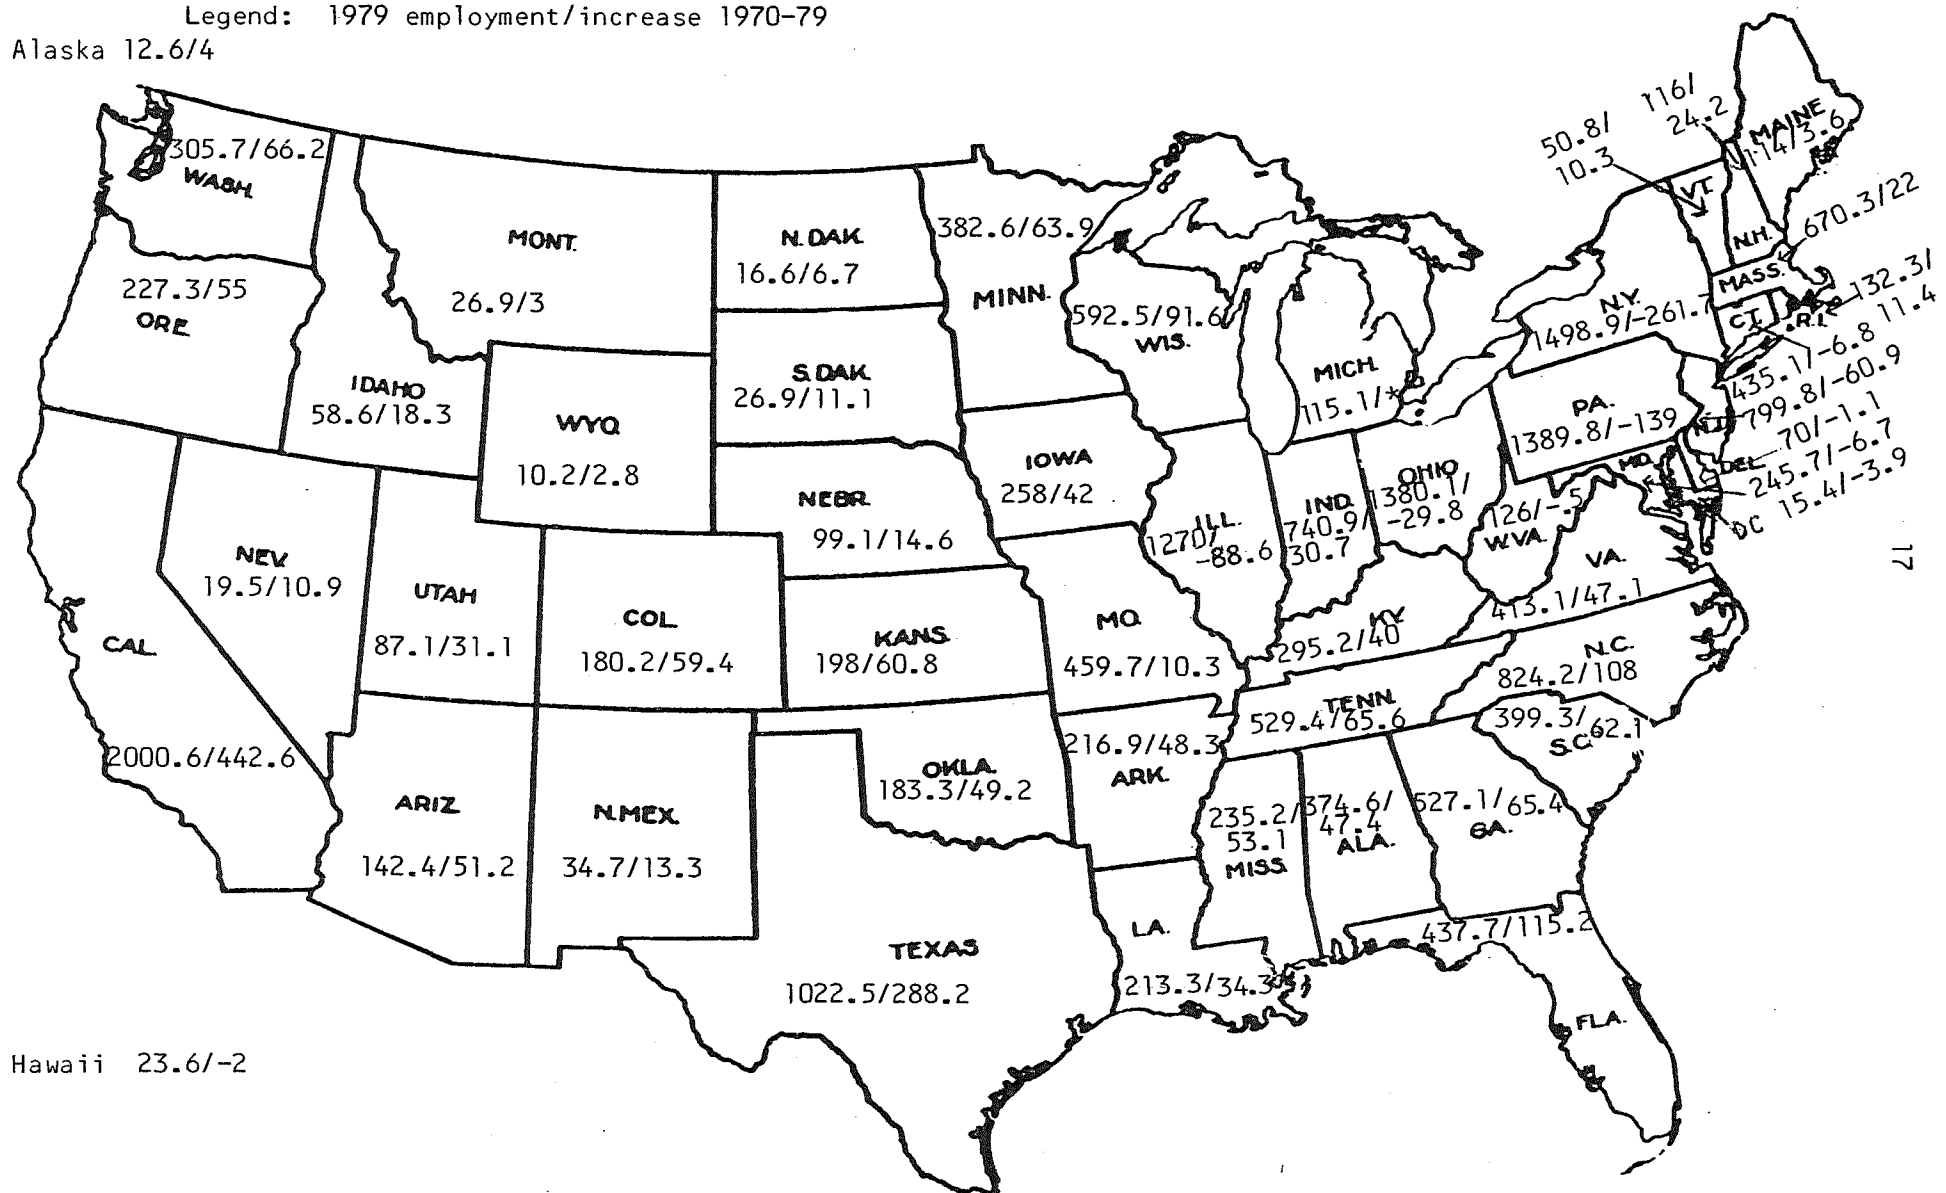 Legend: 1979 employment/increase 1970-79
Alaska 12.6/4
305.7/66.2
WASH.
227.3/55
ORE.
MONT.
26.9/3
IDAHO
58.6/18.3
WYO.
10.2/2.8
N.DAK.
16.6/6.7
S.DAK.
26.9/11.1
NEBR.
99.1/14.6
382.6/63.9
MINN.
592.5/91.6
WIS.
MICH.
115.1/*
IOWA
258/42
CAL.
2000.6/442.6
NEV.
19.5/10.9
UTAH
87.1/31.1
COL.
180.2/59.4
KANS.
198/60.8
MO.
459.7/10.3
ILL.
1270/
-88.6
IND.
740.9/
30.7
OHIO
1380.1/
-29.8
126/-.5
W.VA.
VA.
413.1/47.1
KY.
295.2/40
N.C.
824.2/108
TENN.
529.4/65.6
399.3/62.1
S.C.
ARIZ.
142.4/51.2
N.MEX.
34.7/13.3
OKLA.
183.3/49.2
216.9/48.3
ARK.
TEXAS
1022.5/288.2
LA.
213.3/34.3
235.2/
53.1
MISS.
374.6/
47.4
ALA.
527.1/65.4
GA.
437.7/115.2
FLA.
N.Y.
1498.9/-261.7
PA.
1389.8/-139
50.8/
10.3
VT.
116/
24.2
N.H.
MAINE
114/3.6
670.3/22
MASS.
132.3/
11.4
R.I.
CT.
435.1/-6.8
N.J.
799.8/-60.9
DEL.
70/-1.1
MD.
245.7/-6.7
DC
15.4/-3.9
17
Hawaii 23.6/-2